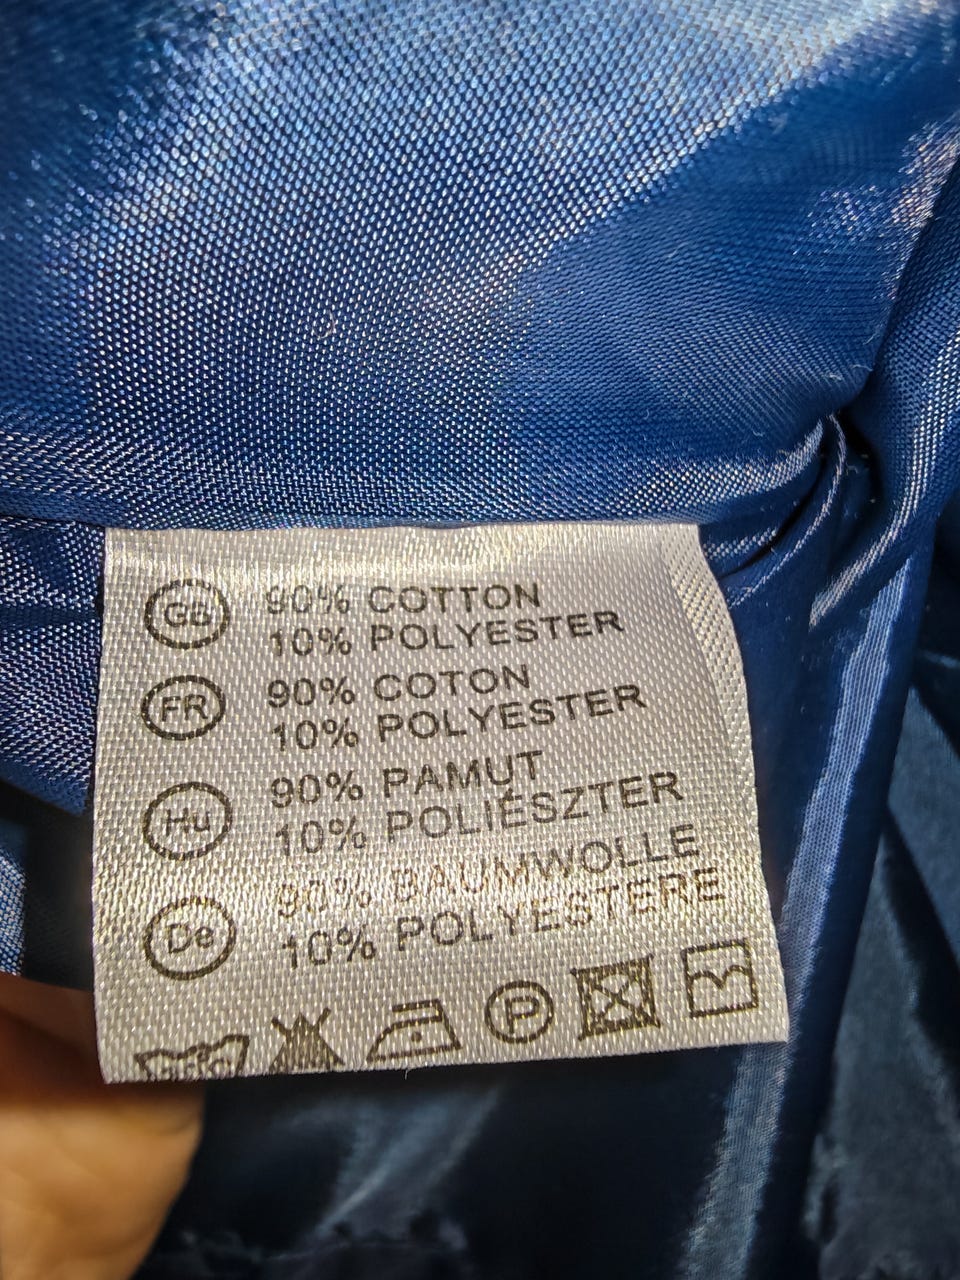 GB 90% COTTON
10% POLYESTER
FR 90% COTON
10% POLYESTER
Hu 90% PAMUT
10% POLIÉSZTER
De 90% BAUMWOLLE
10% POLYESTERE
P